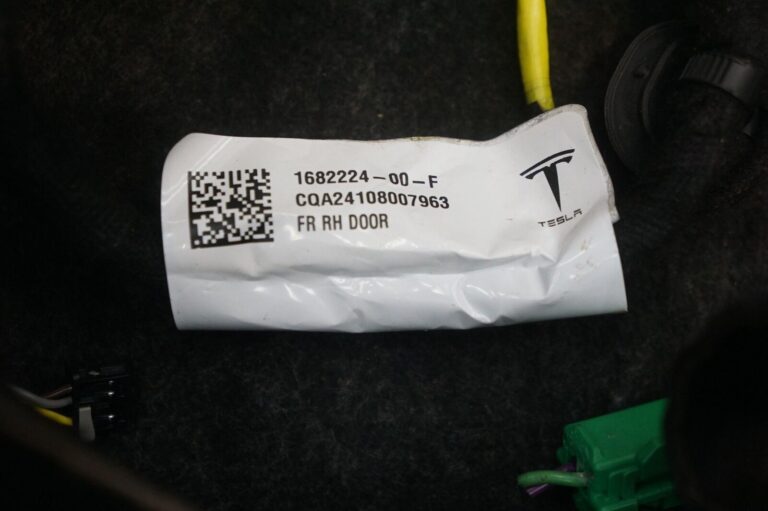 1682224-00-F
CQA24108007963
FR RH DOOR
TESLA